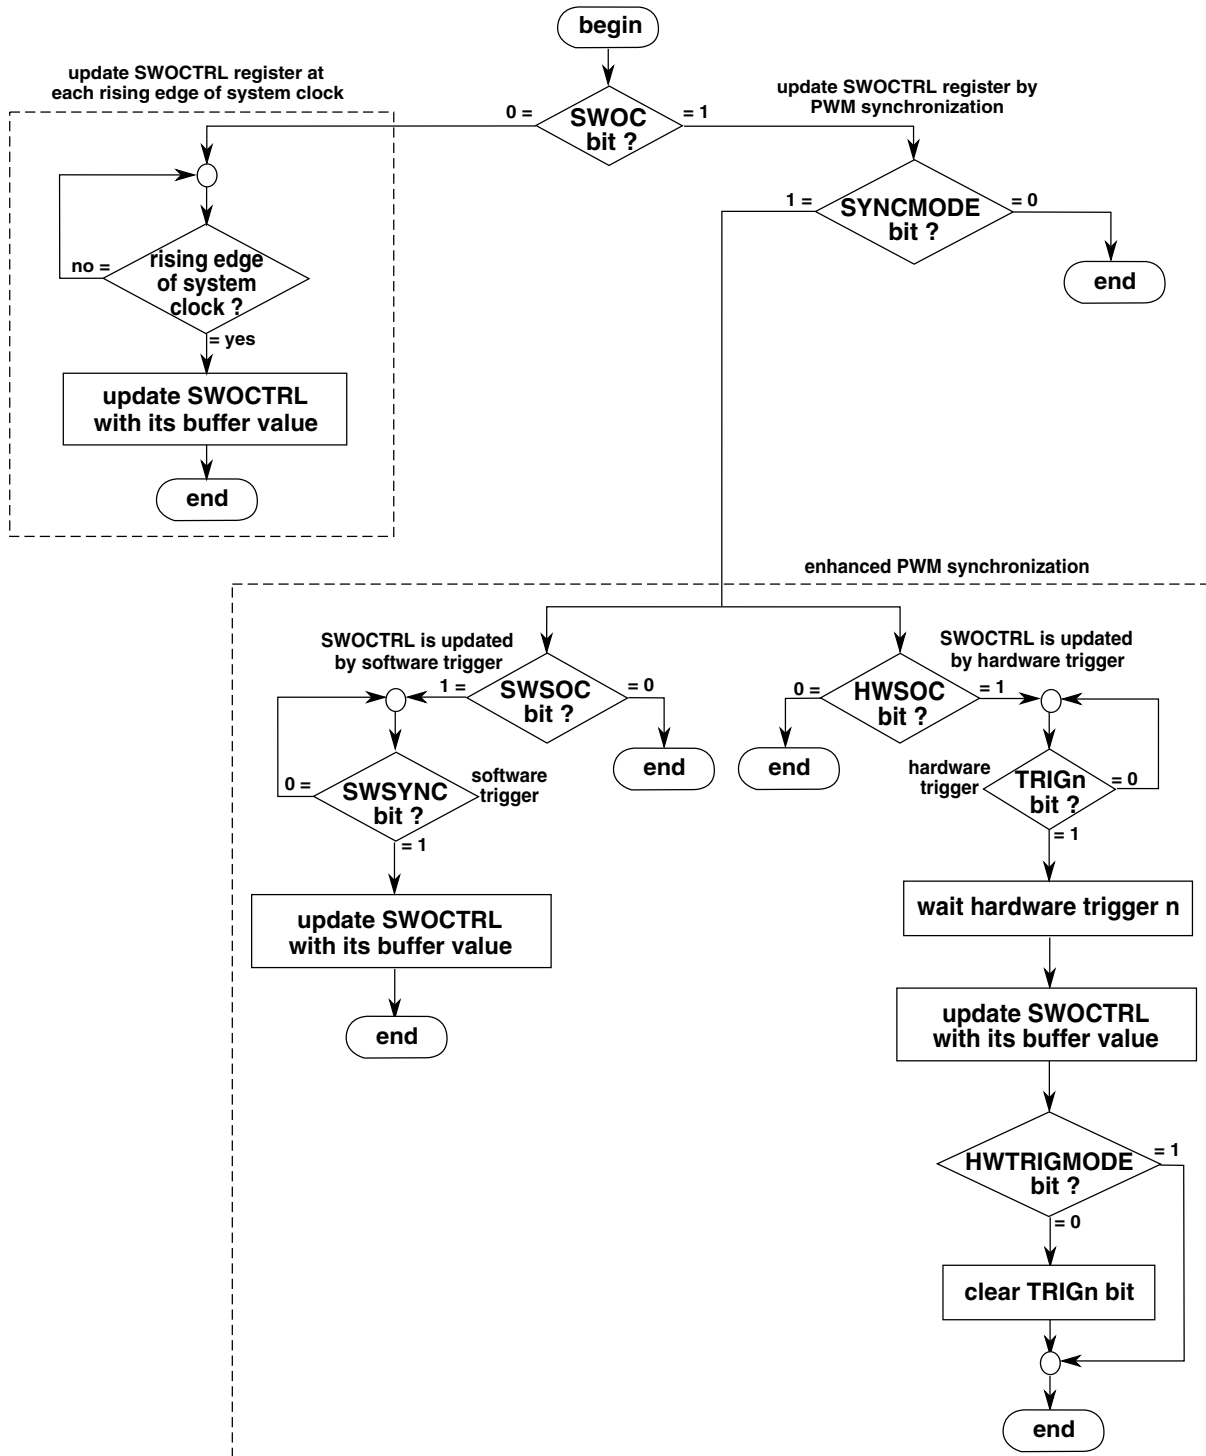 begin
update SWOCTRL register at
each rising edge of system clock
update SWOCTRL register by
PWM synchronization
0 =
SWOC
bit ?
= 1
1 =
SYNCMODE
bit ?
= 0
end
no =
rising edge
of system
clock ?
= yes
update SWOCTRL
with its buffer value
end
enhanced PWM synchronization
SWOCTRL is updated
by software trigger
SWOCTRL is updated
by hardware trigger
1 =
SWSOC
bit ?
= 0
0 =
HWSOC
bit ?
= 1
end
end
0 =
SWSYNC
bit ?
software
trigger
= 1
hardware
trigger
TRIGn
bit ?
= 0
= 1
update SWOCTRL
with its buffer value
end
wait hardware trigger n
update SWOCTRL
with its buffer value
HWTRIGMODE
bit ?
= 1
= 0
clear TRIGn bit
end